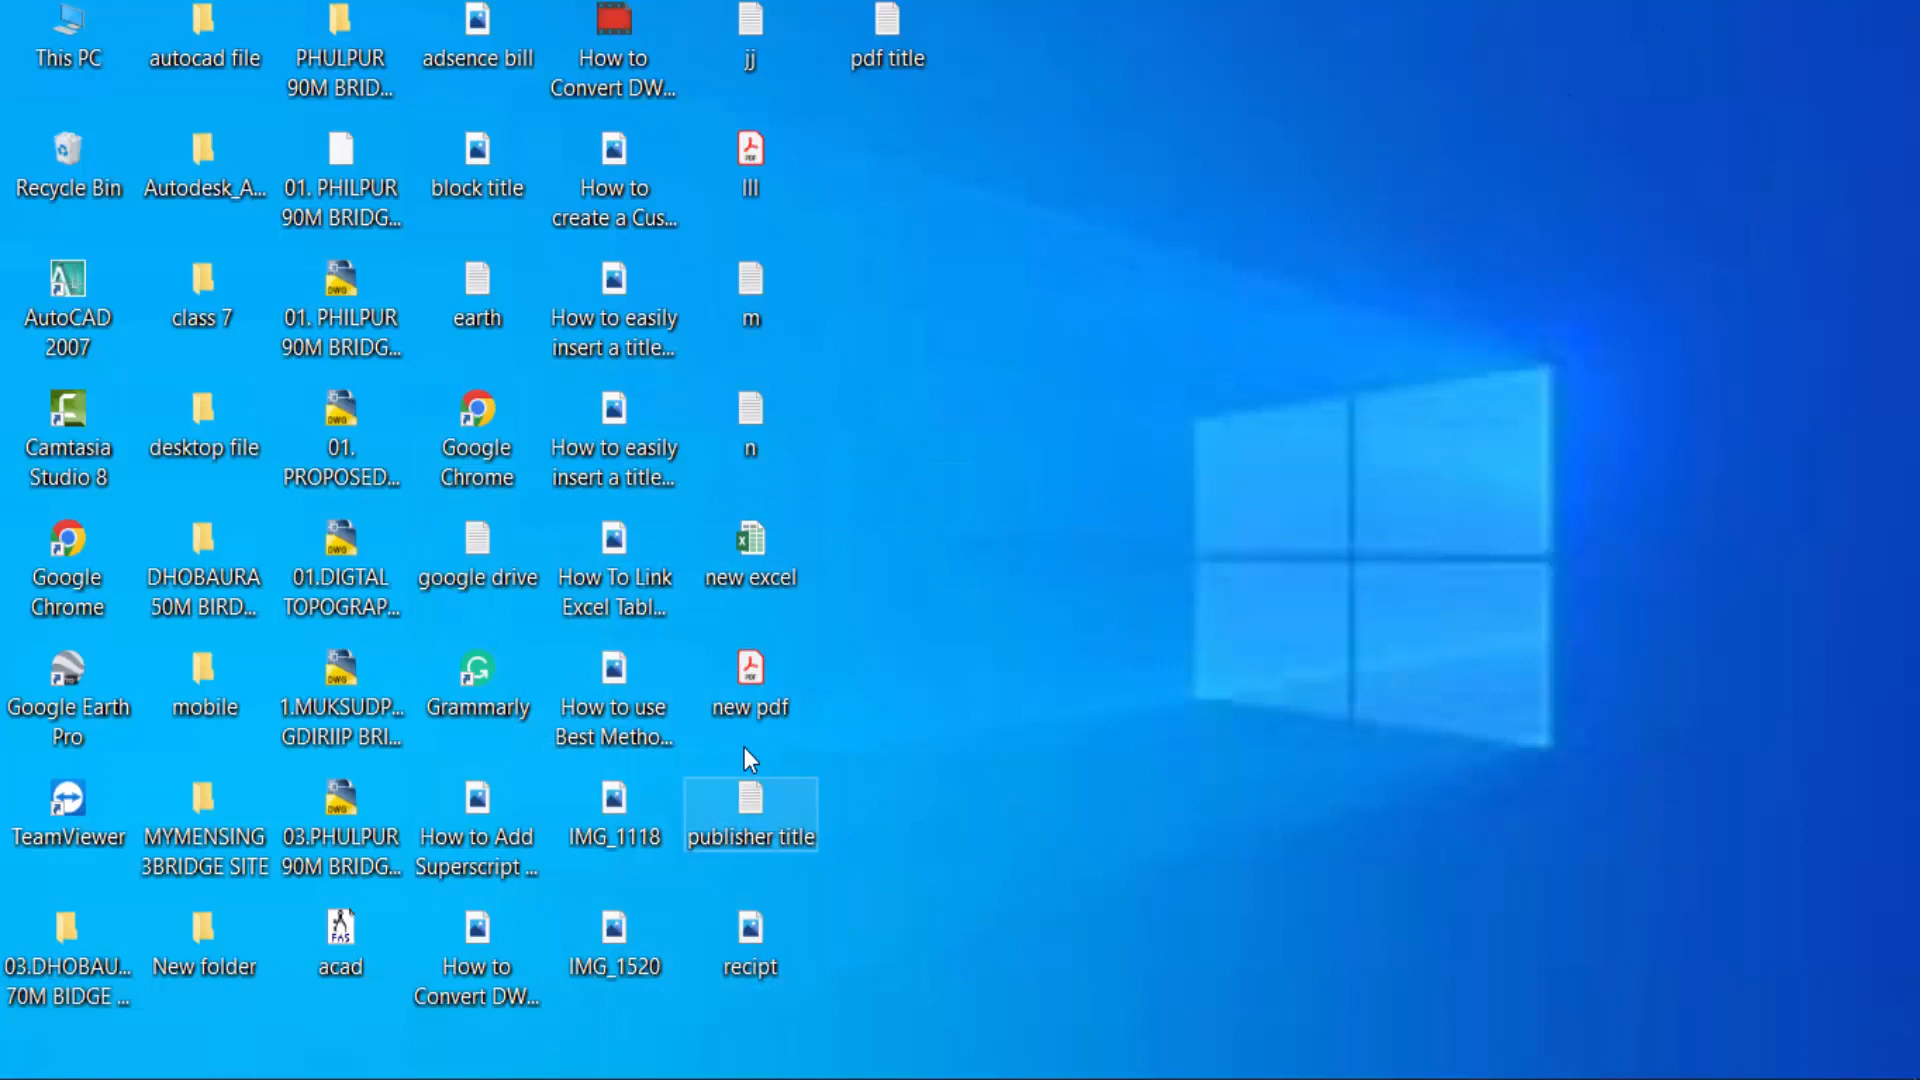 This PC
autocad file
PHULPUR
90M BRID...
adsence bill
How to
Convert DW...
jj
pdf title
Recycle Bin
Autodesk_A...
01. PHILPUR
90M BRIDG...
block title
How to
create a Cus...
lll
AutoCAD
2007
class 7
01. PHILPUR
90M BRIDG...
earth
How to easily
insert a title...
m
Camtasia
Studio 8
desktop file
01.
PROPOSED...
Google
Chrome
How to easily
insert a title...
n
Google
Chrome
DHOBAURA
50M BIRD...
01.DIGTAL
TOPOGRAP...
google drive
How To Link
Excel Tabl...
new excel
Google Earth
Pro
mobile
1.MUKSUDP...
GDIRIIP BRI...
Grammarly
How to use
Best Metho...
new pdf
TeamViewer
MYMENSING
3BRIDGE SITE
03.PHULPUR
90M BRIDG...
How to Add
Superscript ...
IMG_1118
publisher title
03.DHOBAU...
70M BIDGE ...
New folder
acad
How to
Convert DW...
IMG_1520
recipt